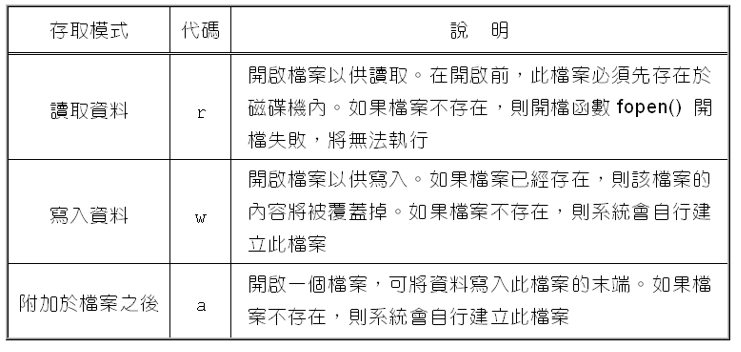 存取模式 代碼 說 明
開啟檔案以供讀取。在開啟前，此檔案必須先存在於
讀取資料 r 磁碟機內。如果檔案不存在，則開檔函數 fopen() 開
檔失敗，將無法執行
開啟檔案以供寫入。如果檔案已經存在，則該檔案的
寫入資料 w 內容將被覆蓋掉。如果檔案不存在，則系統會自行建
立此檔案
開啟一個檔案，可將資料寫入此檔案的末端。如果檔
附加於檔案之後 a 案不存在，則系統會自行建立此檔案